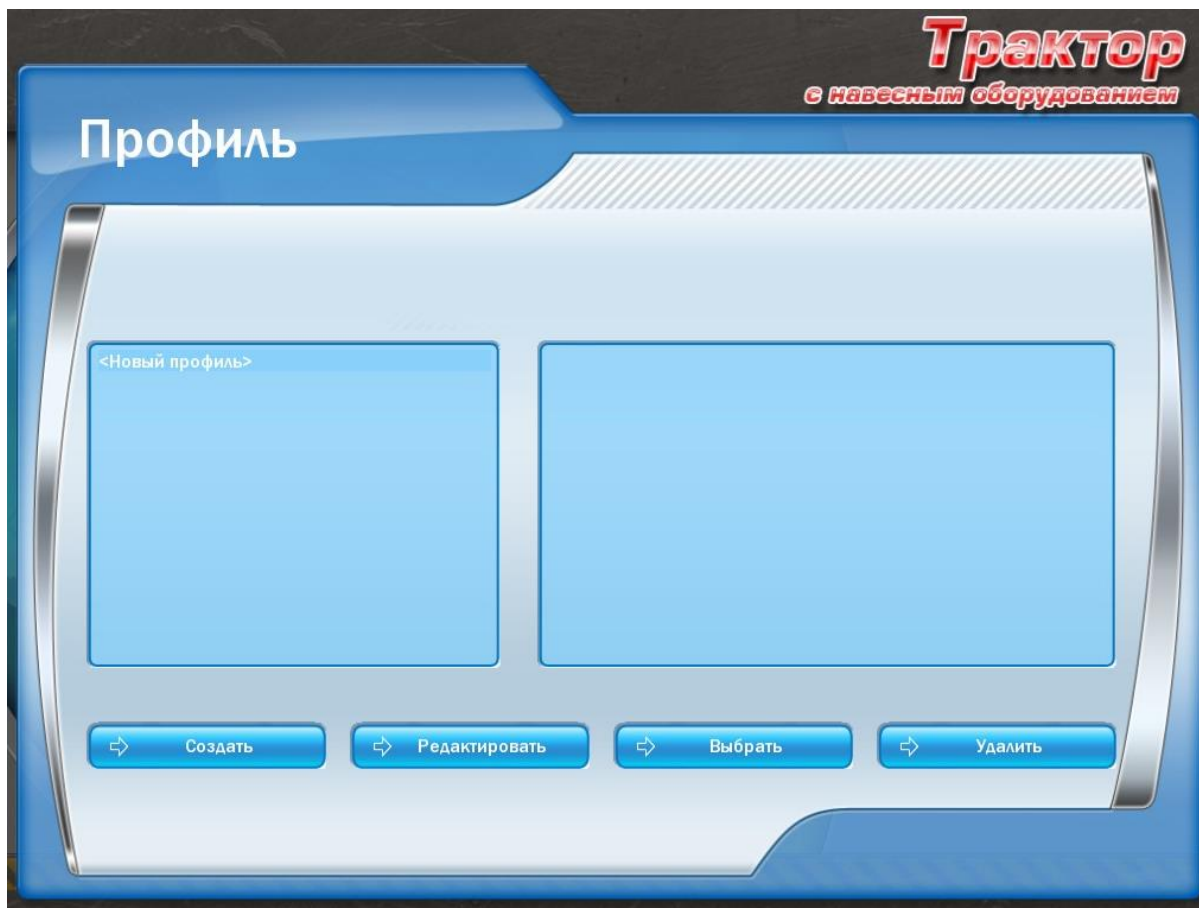 Трактор
с навесным оборудованием
Профиль
<Новый профиль>
Создать
Редактировать
Выбрать
Удалить